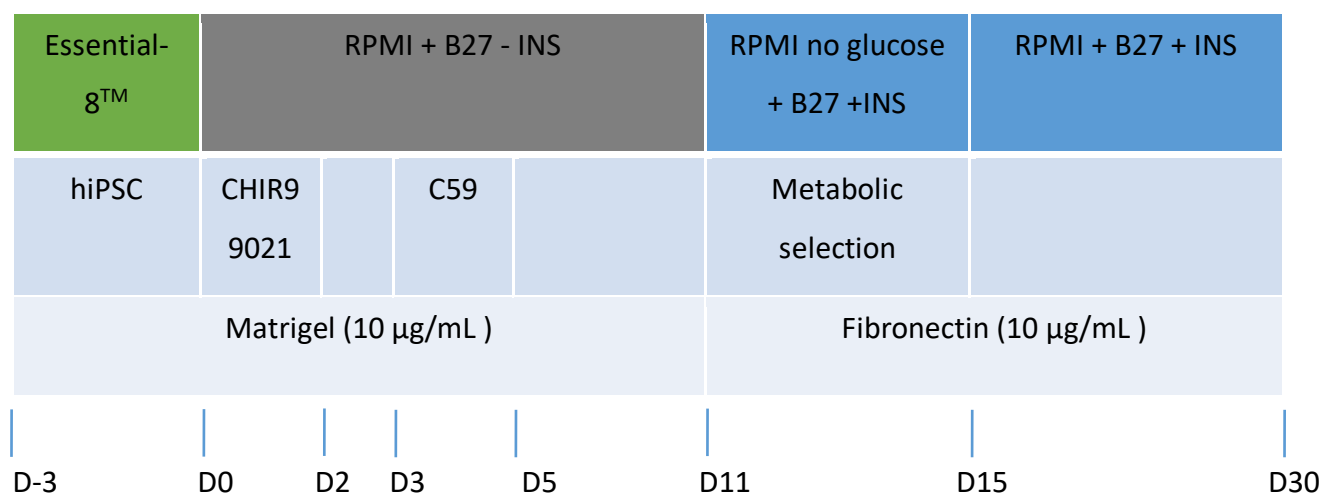 Essential-
8TM
RPMI + B27 - INS
RPMI no glucose
+ B27 +INS
RPMI + B27 + INS
hiPSC
CHIR9
9021
C59
Metabolic
selection
Matrigel (10 µg/mL )
Fibronectin (10 µg/mL )
D-3 D0 D2 D3 D5 D11 D15 D30